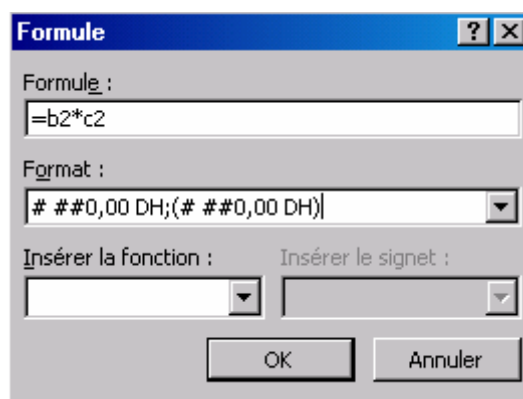 Formule
Formule :
=b2*c2
Format :
# ##0,00 DH;(# ##0,00 DH)
Insérer la fonction : Insérer le signet :
OK Annuler